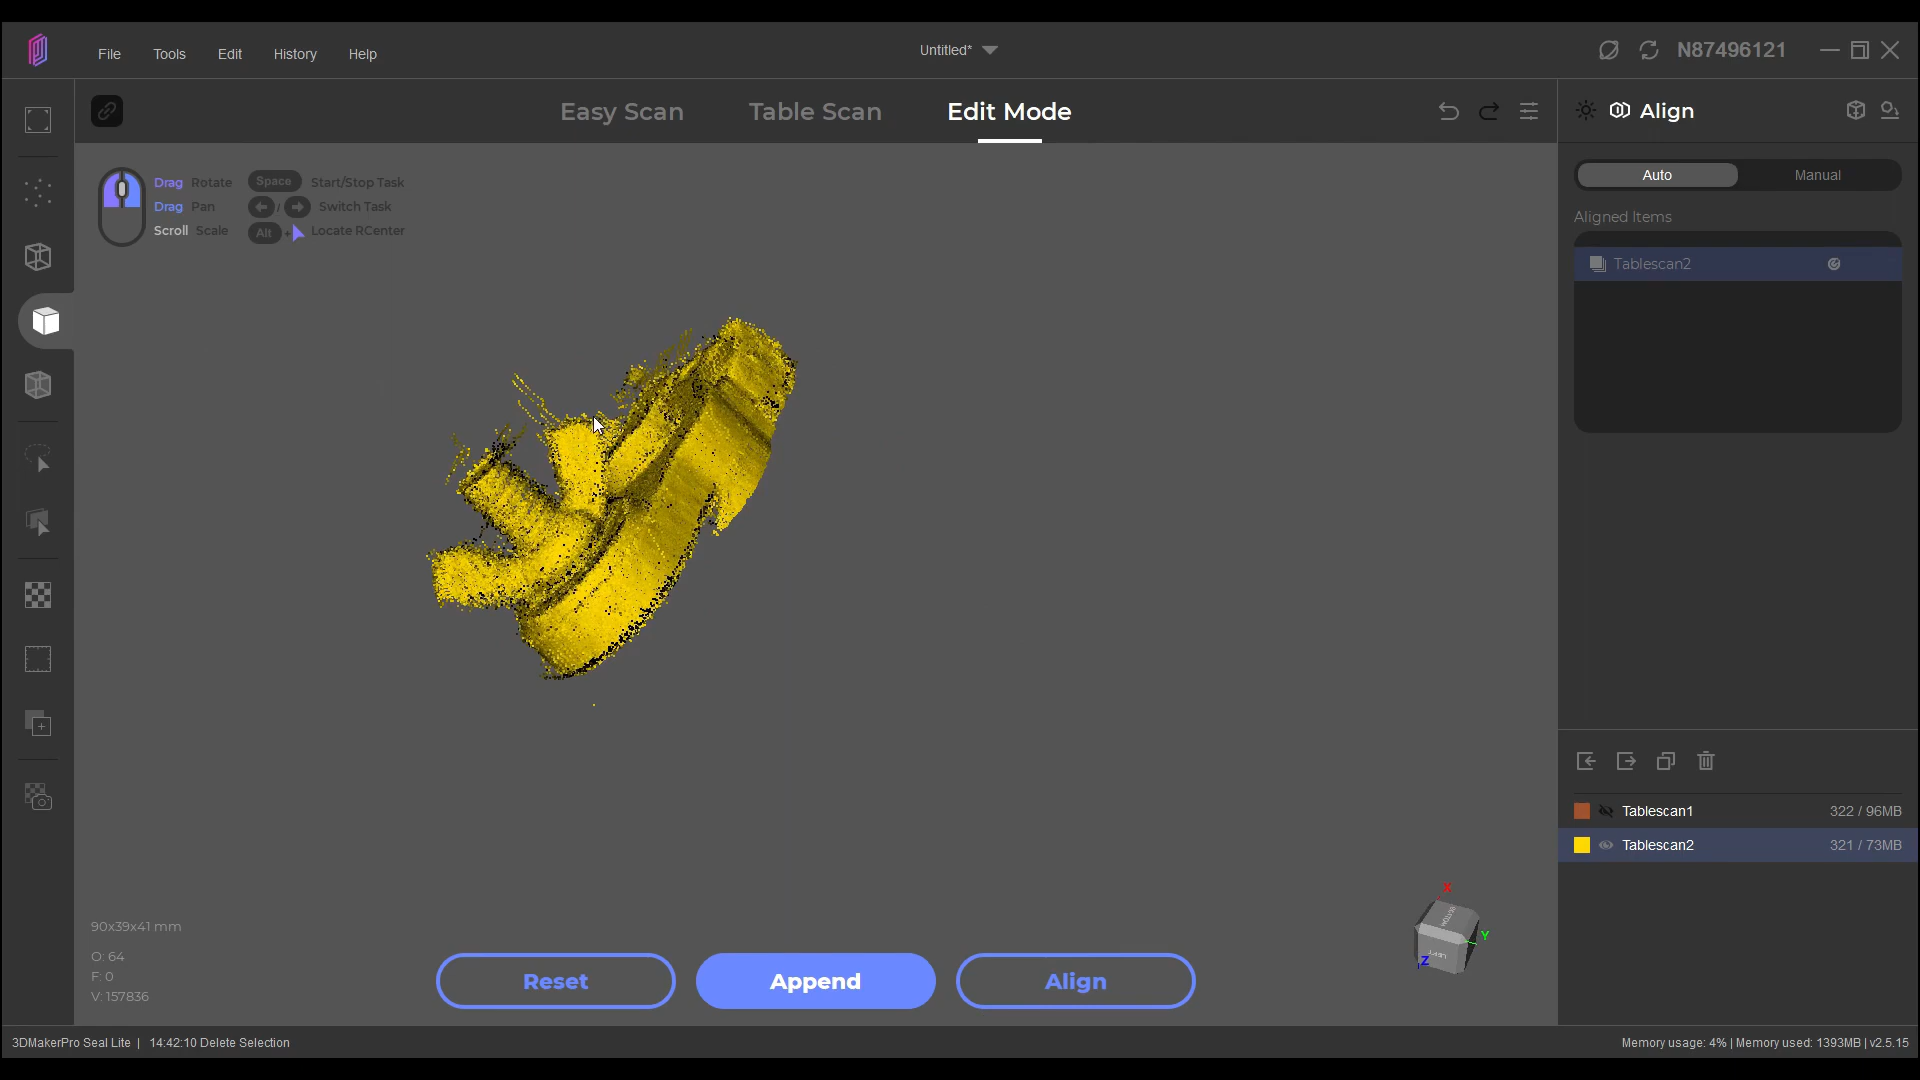 File Tools Edit History Help
Untitled*
N87496121
Easy Scan Table Scan Edit Mode
Align
Drag Rotate Space Start/Stop Task
Drag Pan / Switch Task
Scroll Scale Alt + Locate RCenter
Auto Manual
Aligned Items
Tablescan2
Tablescan1 322 / 96MB
Tablescan2 321 / 73MB
X
Y
Z
BOTTOM
LEFT
90x39x41 mm
O: 64
F: 0
V: 157836
Reset Append Align
3DMakerPro Seal Lite | 14:42:10 Delete Selection
Memory usage: 4% | Memory used: 1393MB | v2.5.15